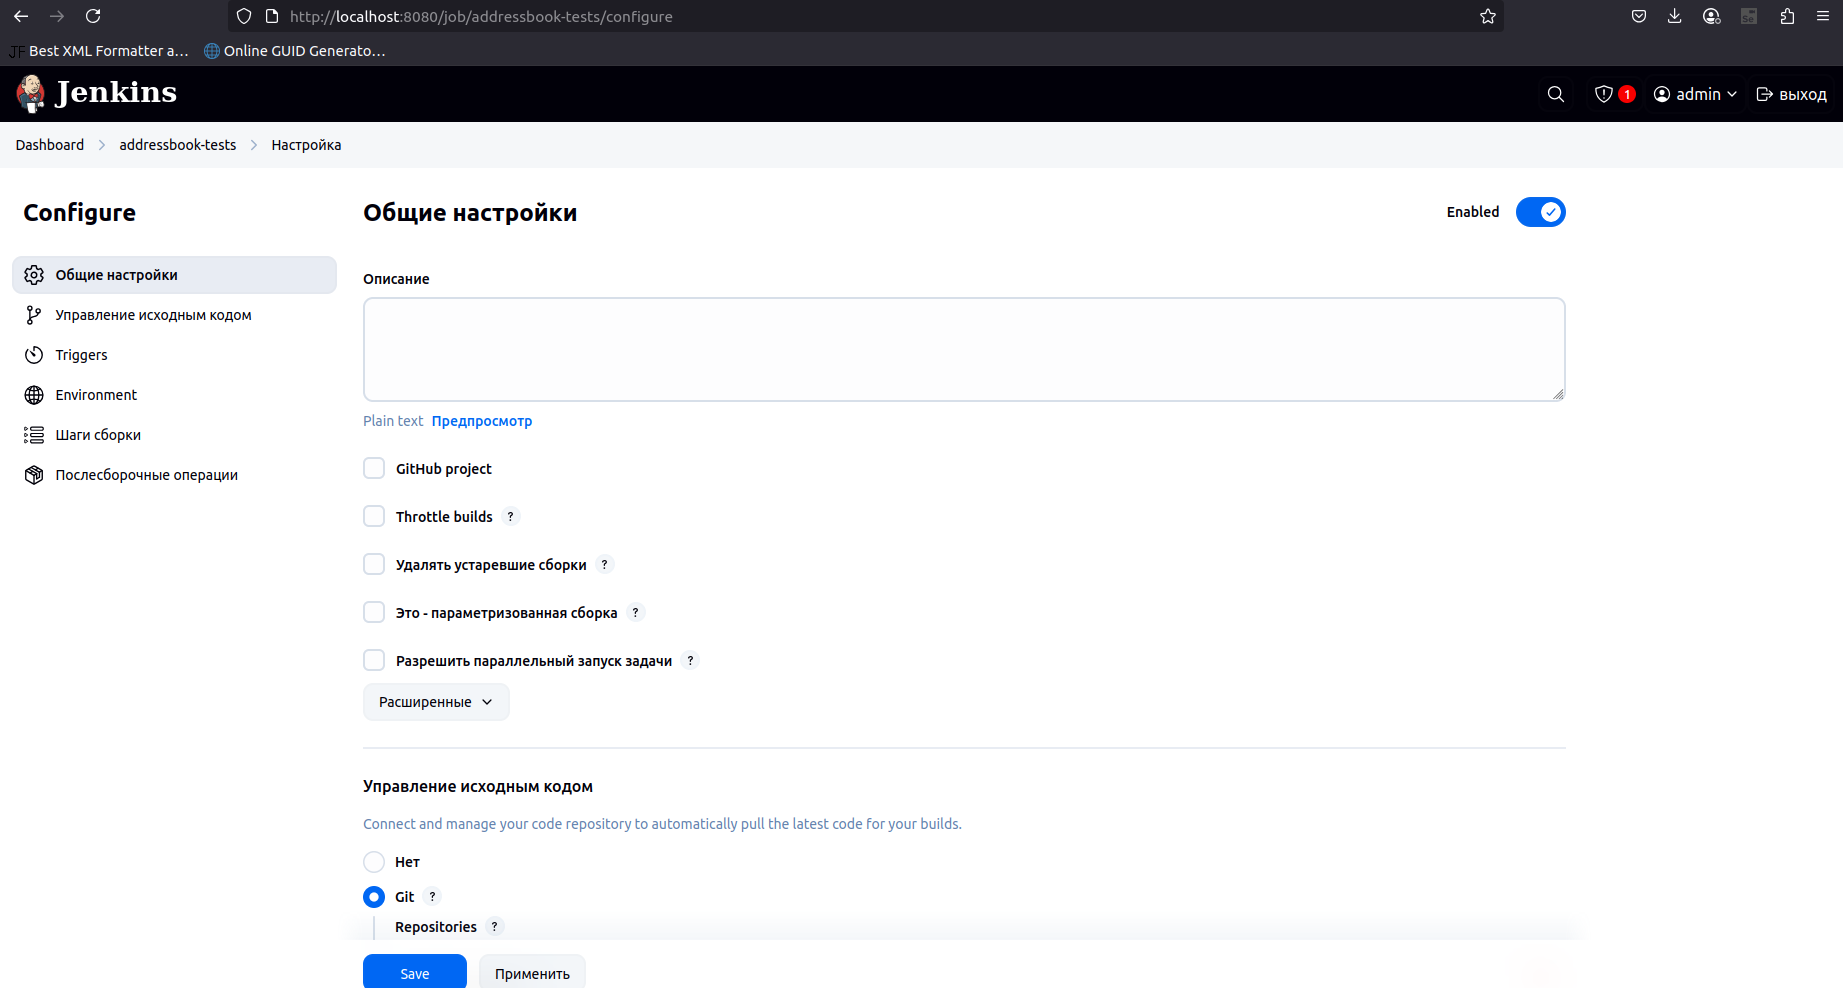 http://localhost:8080/job/addressbook-tests/configure
JF Best XML Formatter a… Online GUID Generato…
Jenkins 1 admin выход
Dashboard addressbook-tests Настройка
Configure
Общие настройки
Управление исходным кодом
Triggers
Environment
Шаги сборки
Послесборочные операции
Общие настройки Enabled
Описание
Plain text Предпросмотр
GitHub project
Throttle builds ?
Удалять устаревшие сборки ?
Это - параметризованная сборка ?
Разрешить параллельный запуск задачи ?
Расширенные
Управление исходным кодом
Connect and manage your code repository to automatically pull the latest code for your builds.
Нет
Git ?
Repositories ?
Save Применить